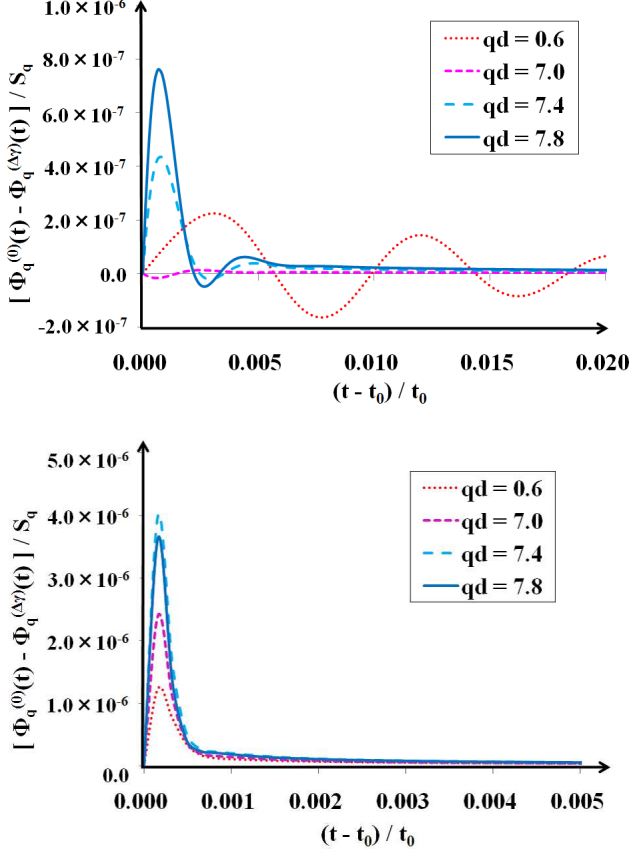 1.0 × 10⁻⁶
8.0 × 10⁻⁷
6.0 × 10⁻⁷
4.0 × 10⁻⁷
2.0 × 10⁻⁷
0.0
-2.0 × 10⁻⁷
[ Φq⁽⁰⁾(t) - Φq⁽Δγ⁾(t) ] / Sq
qd = 0.6
qd = 7.0
qd = 7.4
qd = 7.8
0.000 0.005 0.010 0.015 0.020
(t - t₀) / t₀
5.0 × 10⁻⁶
4.0 × 10⁻⁶
3.0 × 10⁻⁶
2.0 × 10⁻⁶
1.0 × 10⁻⁶
0.0
[ Φq⁽⁰⁾(t) - Φq⁽Δγ⁾(t) ] / Sq
qd = 0.6
qd = 7.0
qd = 7.4
qd = 7.8
0.000 0.001 0.002 0.003 0.004 0.005
(t - t₀) / t₀